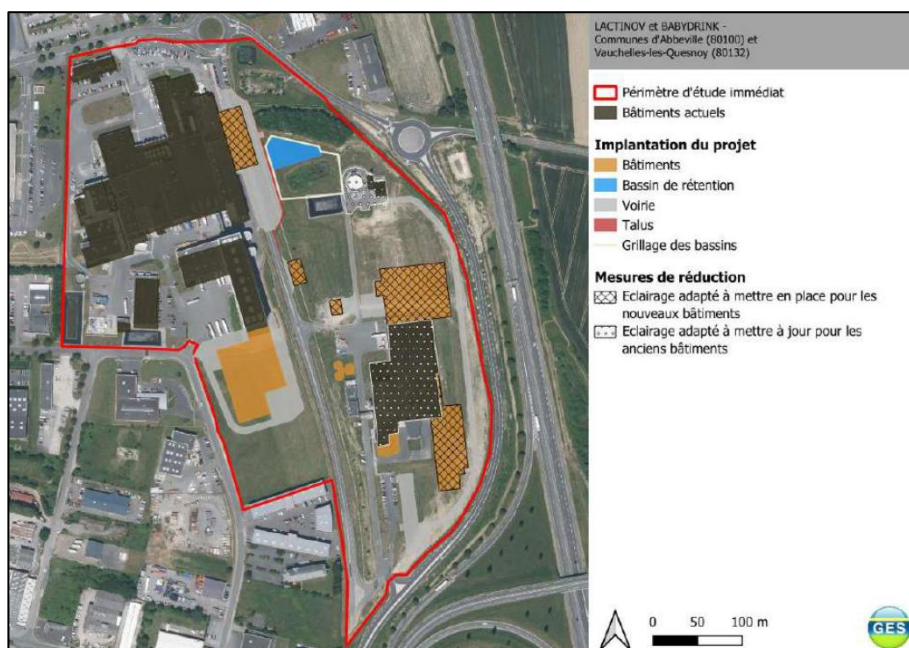 LACTINOV et BABYDRINK -
Communes d'Abbeville (80100) et
Vauchelles-les-Quesnoy (80132)
Périmètre d'étude immédiat
Bâtiments actuels
Implantation du projet
Bâtiments
Bassin de rétention
Voirie
Talus
Grillage des bassins
Mesures de réduction
Eclairage adapté à mettre en place pour les
nouveaux bâtiments
Eclairage adapté à mettre à jour pour les
anciens bâtiments
0 50 100 m
GES